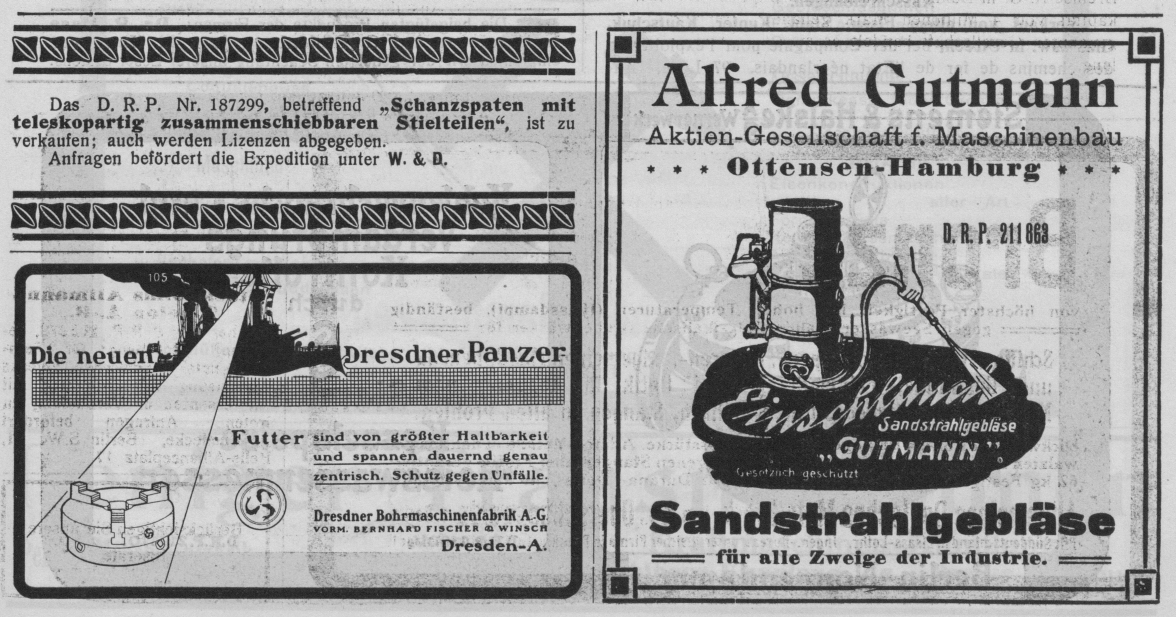 Das D. R. P. Nr. 187299, betreffend „Schanzspaten mit
teleskopartig zusammenschiebbaren Stielteilen“, ist zu
verkaufen; auch werden Lizenzen abgegeben.
Anfragen befördert die Expedition unter W. & D.
105
Die neuen Dresdner Panzer-
Futter sind von größter Haltbarkeit
und spannen dauernd genau
zentrisch. Schutz gegen Unfälle.
Dresdner Bohrmaschinenfabrik A.-G.
VORM. BERNHARD FISCHER & WINSCH
Dresden-A.
Alfred Gutmann
Aktien-Gesellschaft f. Maschinenbau
* * * Ottensen-Hamburg * * *
D. R. P. 211863
Einschlauch
Sandstrahlgebläse
„GUTMANN“.
Gesetzlich geschützt
Sandstrahlgebläse
für alle Zweige der Industrie.